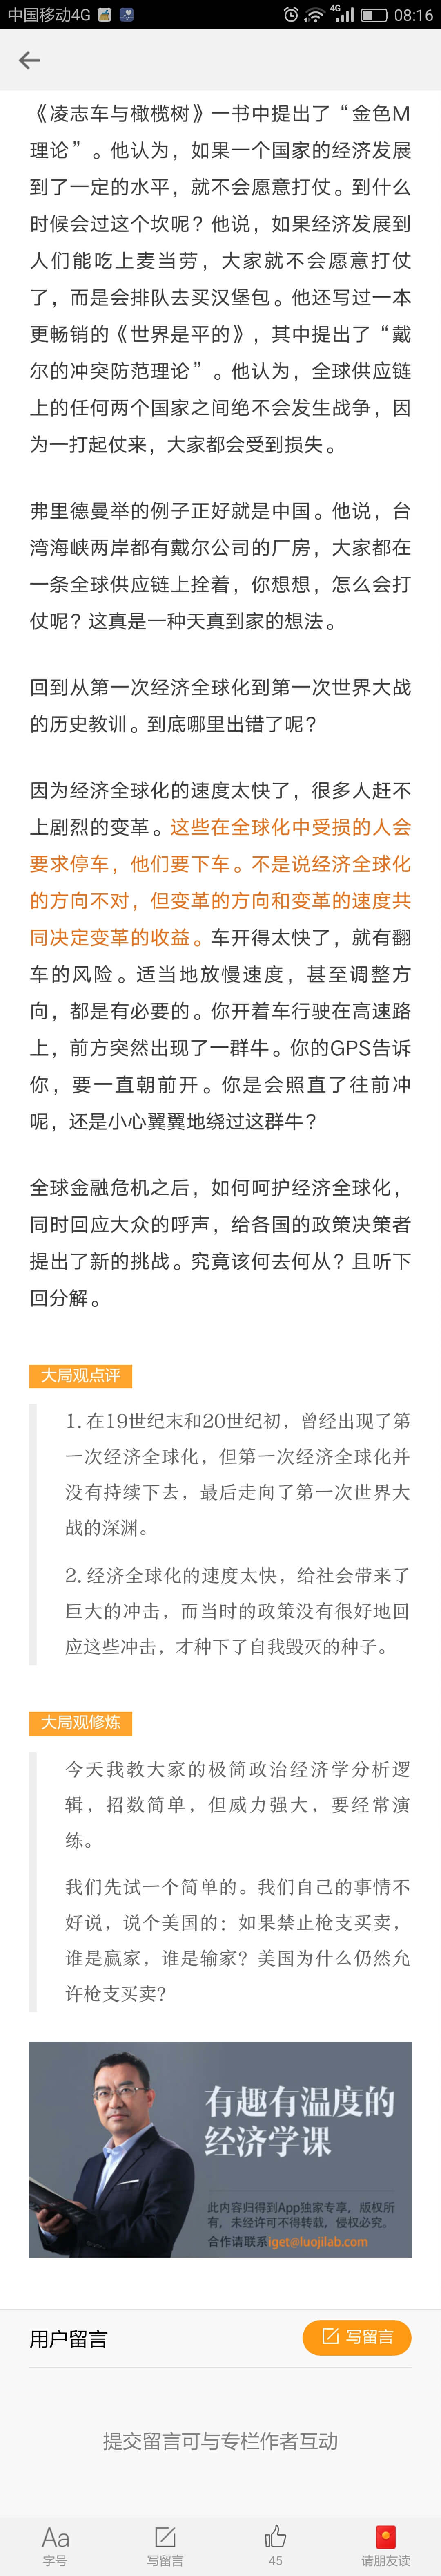 中国移动4G
4G
08:16
《凌志车与橄榄树》一书中提出了“金色M
理论”。他认为，如果一个国家的经济发展
到了一定的水平，就不会愿意打仗。到什么
时候会过这个坎呢？他说，如果经济发展到
人们能吃上麦当劳，大家就不会愿意打仗
了，而是会排队去买汉堡包。他还写过一本
更畅销的《世界是平的》，其中提出了“戴
尔的冲突防范理论”。他认为，全球供应链
上的任何两个国家之间绝不会发生战争，因
为一打起仗来，大家都会受到损失。
弗里德曼举的例子正好就是中国。他说，台
湾海峡两岸都有戴尔公司的厂房，大家都在
一条全球供应链上拴着，你想想，怎么会打
仗呢？这真是一种天真到家的想法。
回到从第一次经济全球化到第一次世界大战
的历史教训。到底哪里出错了呢？
因为经济全球化的速度太快了，很多人赶不
上剧烈的变革。这些在全球化中受损的人会
要求停车，他们要下车。不是说经济全球化
的方向不对，但变革的方向和变革的速度共
同决定变革的收益。车开得太快了，就有翻
车的风险。适当地放慢速度，甚至调整方
向，都是有必要的。你开着车行驶在高速路
上，前方突然出现了一群牛。你的GPS告诉
你，要一直朝前开。你是会照直了往前冲
呢，还是小心翼翼地绕过这群牛？
全球金融危机之后，如何呵护经济全球化，
同时回应大众的呼声，给各国的政策决策者
提出了新的挑战。究竟该何去何从？且听下
回分解。
大局观点评
1. 在19世纪末和20世纪初，曾经出现了第
一次经济全球化，但第一次经济全球化并
没有持续下去，最后走向了第一次世界大
战的深渊。
2. 经济全球化的速度太快，给社会带来了
巨大的冲击，而当时的政策没有很好地回
应这些冲击，才种下了自我毁灭的种子。
大局观修炼
今天我教大家的极简政治经济学分析逻
辑，招数简单，但威力强大，要经常演
练。
我们先试一个简单的。我们自己的事情不
好说，说个美国的：如果禁止枪支买卖，
谁是赢家，谁是输家？美国为什么仍然允
许枪支买卖？
有趣有温度的
经济学课
此内容归得到App独家专享，版权所
有，未经许可不得转载，侵权必究。
合作请联系iget@luojilab.com
用户留言
写留言
提交留言可与专栏作者互动
Aa
字号
写留言
45
请朋友读